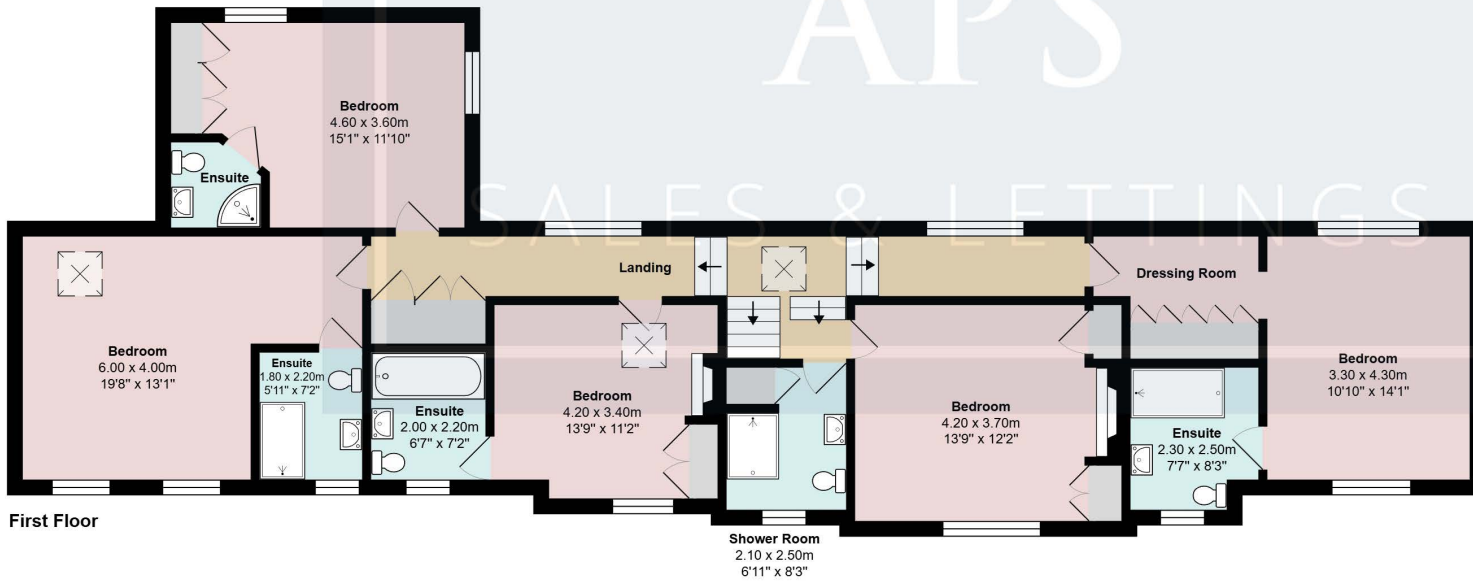 APS
SALES & LETTINGS
Bedroom
4.60 x 3.60m
15'1" x 11'10"
Ensuite
Landing
Dressing Room
Bedroom
6.00 x 4.00m
19'8" x 13'1"
Ensuite
1.80 x 2.20m
5'11" x 7'2"
Ensuite
2.00 x 2.20m
6'7" x 7'2"
Bedroom
4.20 x 3.40m
13'9" x 11'2"
Bedroom
4.20 x 3.70m
13'9" x 12'2"
Ensuite
2.30 x 2.50m
7'7" x 8'3"
Bedroom
3.30 x 4.30m
10'10" x 14'1"
First Floor
Shower Room
2.10 x 2.50m
6'11" x 8'3"